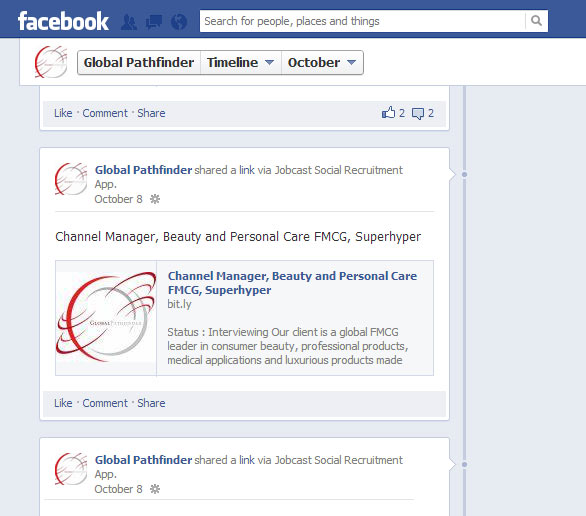 facebook
Search for people, places and things
Global Pathfinder Timeline October
Like · Comment · Share 2 2
Global Pathfinder shared a link via Jobcast Social Recruitment
App.
October 8
Channel Manager, Beauty and Personal Care FMCG, Superhyper
GLOBALPATHFINDER
Channel Manager, Beauty and Personal Care
FMCG, Superhyper
bit.ly
Status : Interviewing Our client is a global FMCG
leader in consumer beauty, professional products,
medical applications and luxurious products made
Like · Comment · Share
Global Pathfinder shared a link via Jobcast Social Recruitment
App.
October 8